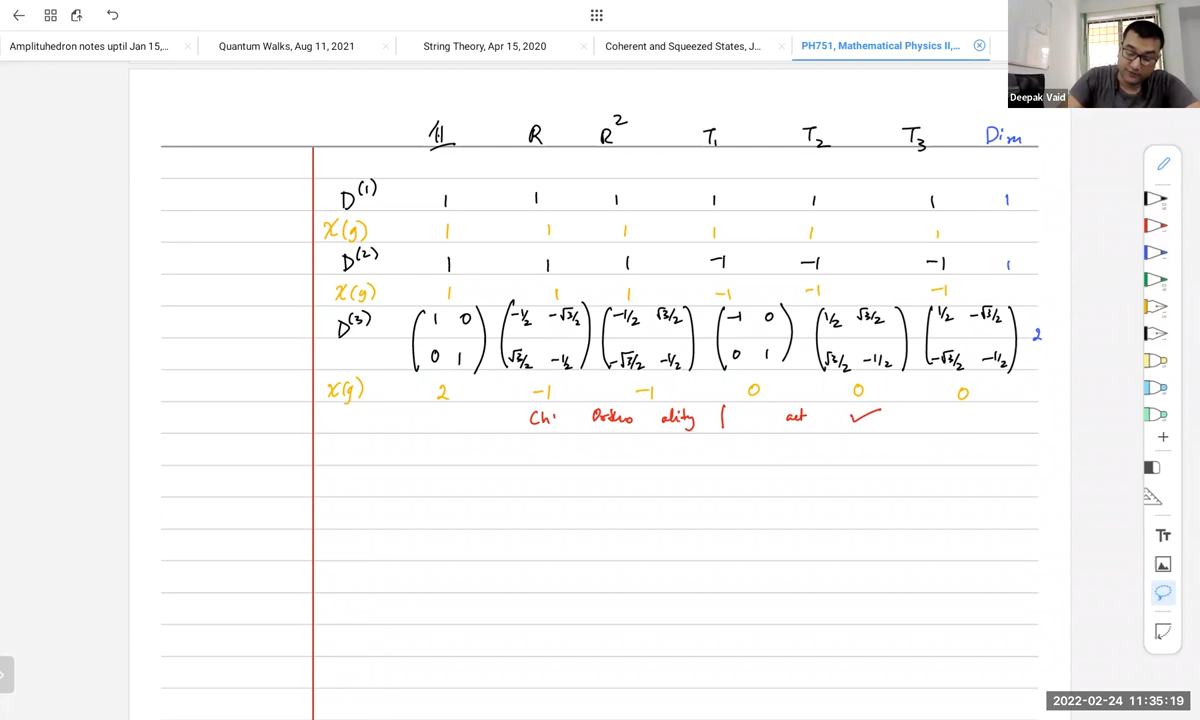 Amplituhedron notes uptil Jan 15,... Quantum Walks, Aug 11, 2021 String Theory, Apr 15, 2020 Coherent and Squeezed States, J... PH751, Mathematical Physics II,...
Deepak Vaid
𝟙 R R² T₁ T₂ T₃ Dim
D⁽¹⁾ 1 1 1 1 1 1 1
χ(g) 1 1 1 1 1 1
D⁽²⁾ 1 1 1 -1 -1 -1 1
χ(g) 1 1 1 -1 -1 -1
D⁽³⁾ (1 0 / 0 1) (-1/2 -√3/2 / √3/2 -1/2) (-1/2 √3/2 / -√3/2 -1/2) (-1 0 / 0 1) (1/2 √3/2 / √3/2 -1/2) (1/2 -√3/2 / -√3/2 -1/2) 2
χ(g) 2 -1 -1 0 0 0
Ch' Ortho ality act ✓
Tт
2022-02-24 11:35:19